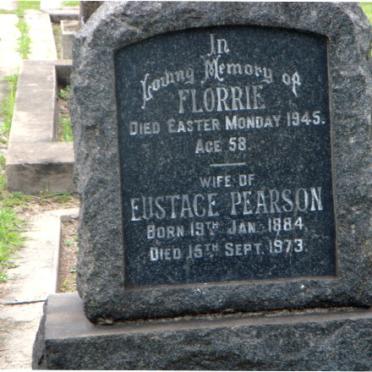 In
Loving Memory of
FLORRIE
DIED EASTER MONDAY 1945.
AGE 58.
WIFE OF
EUSTACE PEARSON
BORN 19TH JAN. 1884.
DIED 15TH SEPT. 1973.